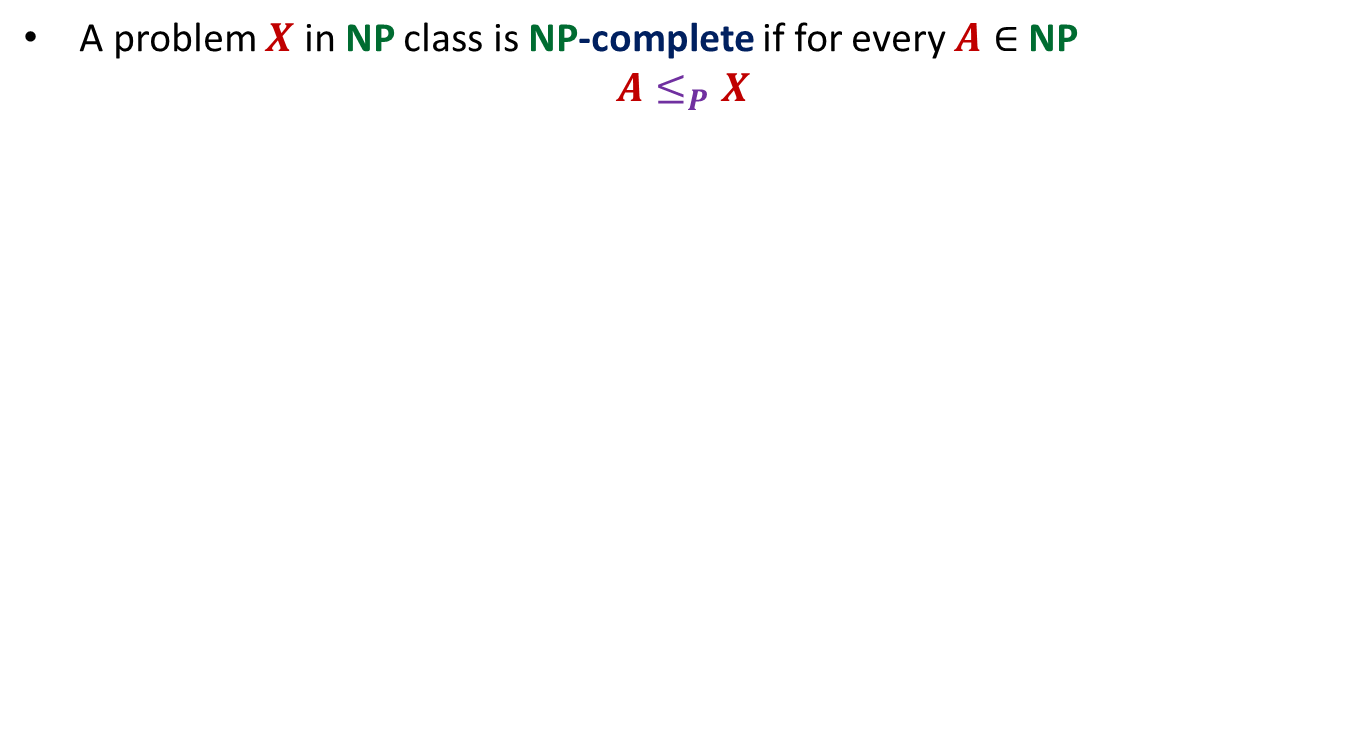 • A problem X in NP class is NP-complete if for every A ∈ NP
A ≤P X